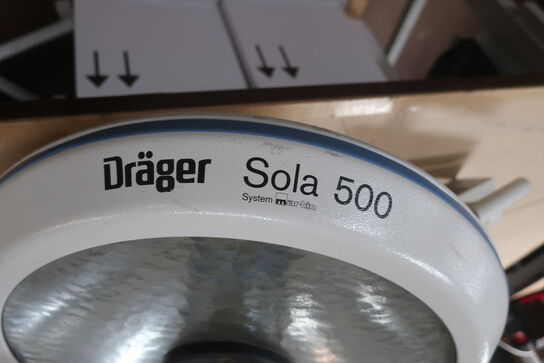 Dräger Sola 500
System martin